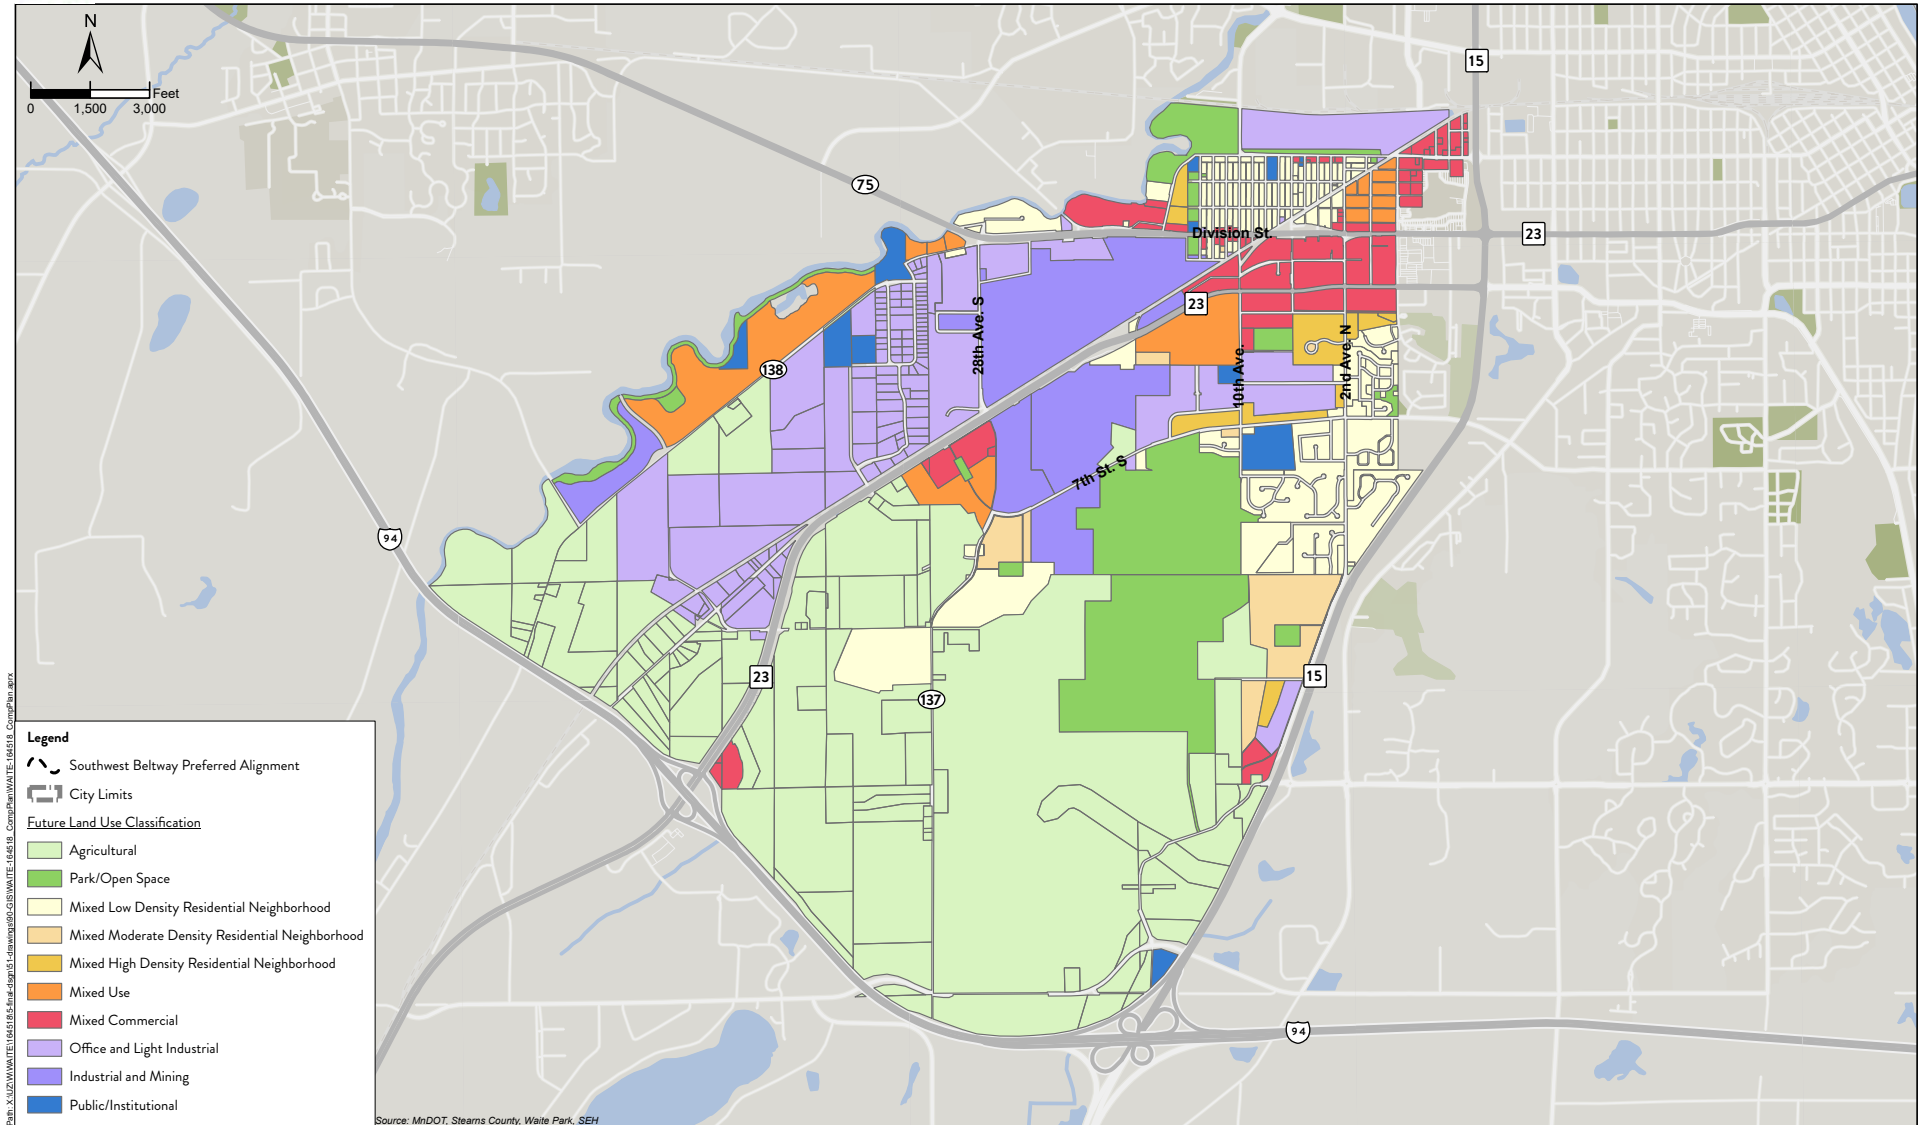 N
Feet
0 1,500 3,000
15
75
Division St.
23
23
28th Ave. S
138
10th Ave.
2nd Ave. N
7th St. S
94
23
137
15
94
Legend
Southwest Beltway Preferred Alignment
City Limits
Future Land Use Classification
Agricultural
Park/Open Space
Mixed Low Density Residential Neighborhood
Mixed Moderate Density Residential Neighborhood
Mixed High Density Residential Neighborhood
Mixed Use
Mixed Commercial
Office and Light Industrial
Industrial and Mining
Public/Institutional
Source: MnDOT, Stearns County, Waite Park, SEH